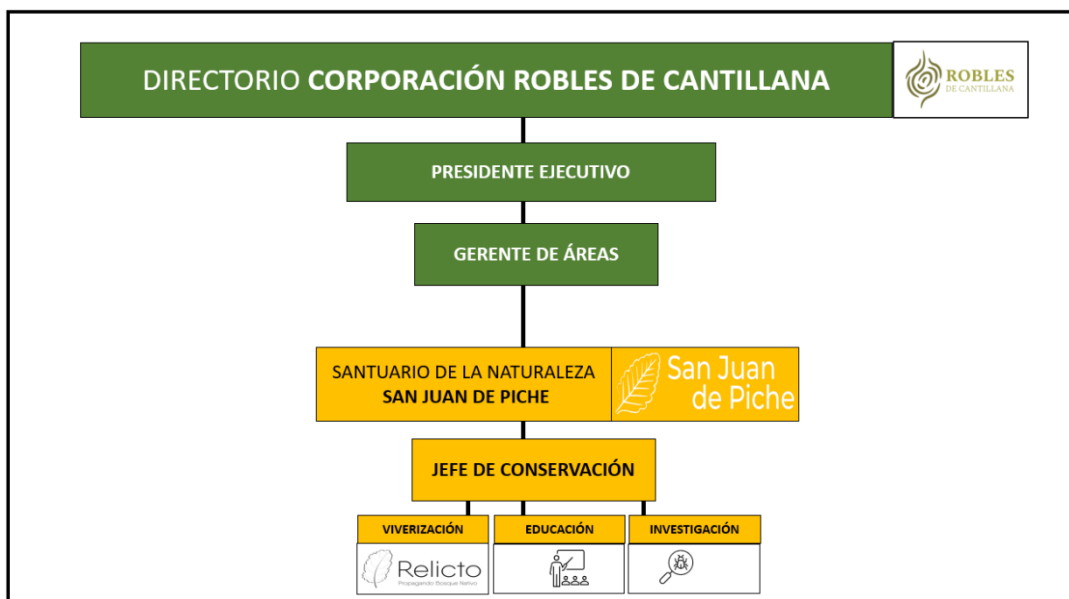 DIRECTORIO CORPORACIÓN ROBLES DE CANTILLANA
ROBLES
DE CANTILLANA
PRESIDENTE EJECUTIVO
GERENTE DE ÁREAS
SANTUARIO DE LA NATURALEZA
SAN JUAN DE PICHE
San Juan
de Piche
JEFE DE CONSERVACIÓN
VIVERIZACIÓN
EDUCACIÓN
INVESTIGACIÓN
Relicto
Propagando Bosque Nativo